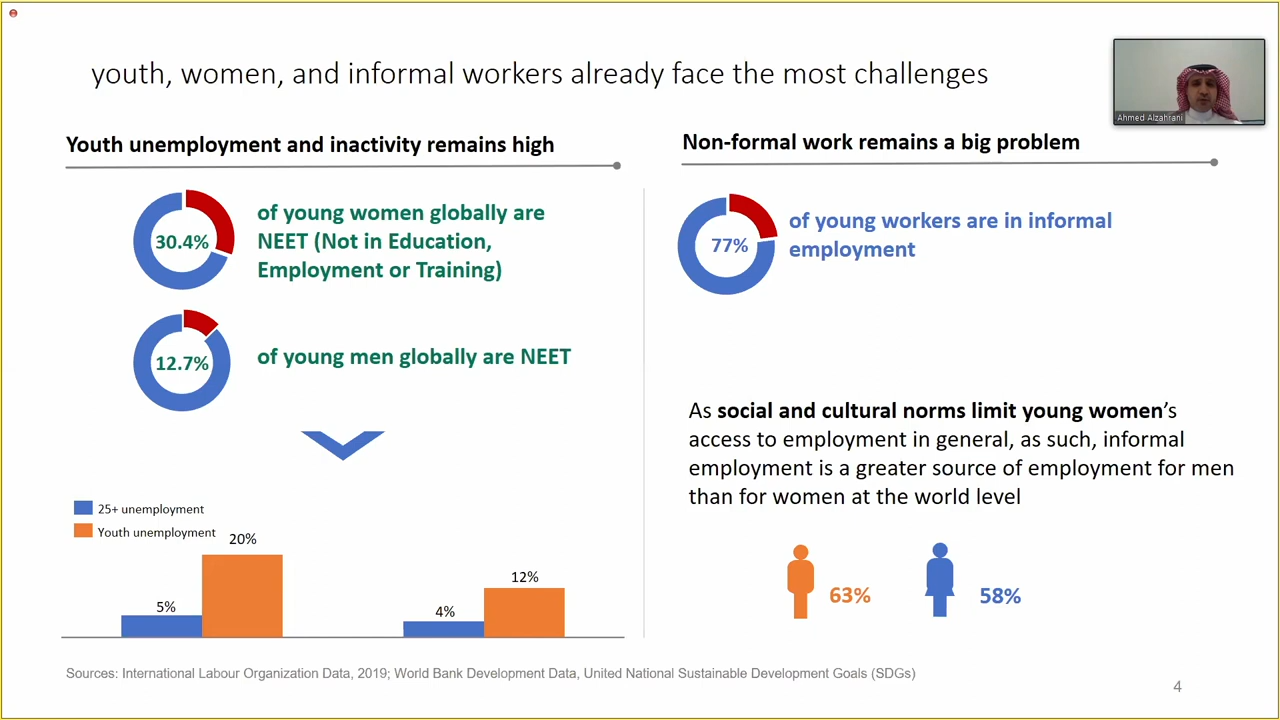 youth, women, and informal workers already face the most challenges
Ahmed Alzahrani
Youth unemployment and inactivity remains high
30.4%
of young women globally are
NEET (Not in Education,
Employment or Training)
12.7%
of young men globally are NEET
25+ unemployment
Youth unemployment
5%
20%
4%
12%
Non-formal work remains a big problem
77%
of young workers are in informal
employment
As social and cultural norms limit young women's
access to employment in general, as such, informal
employment is a greater source of employment for men
than for women at the world level
63%
58%
Sources: International Labour Organization Data, 2019; World Bank Development Data, United National Sustainable Development Goals (SDGs)
4